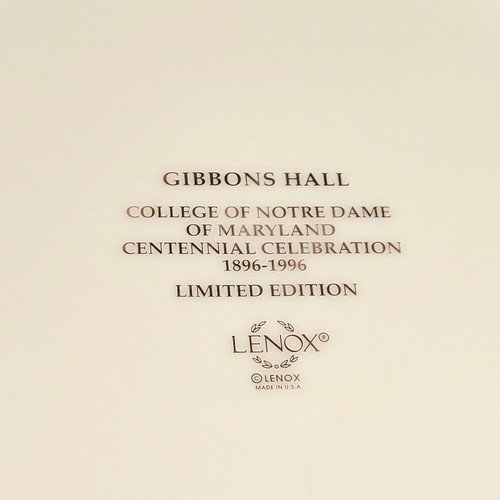 GIBBONS HALL
COLLEGE OF NOTRE DAME
OF MARYLAND
CENTENNIAL CELEBRATION
1896-1996
LIMITED EDITION
LENOX®
© LENOX
MADE IN U.S.A.